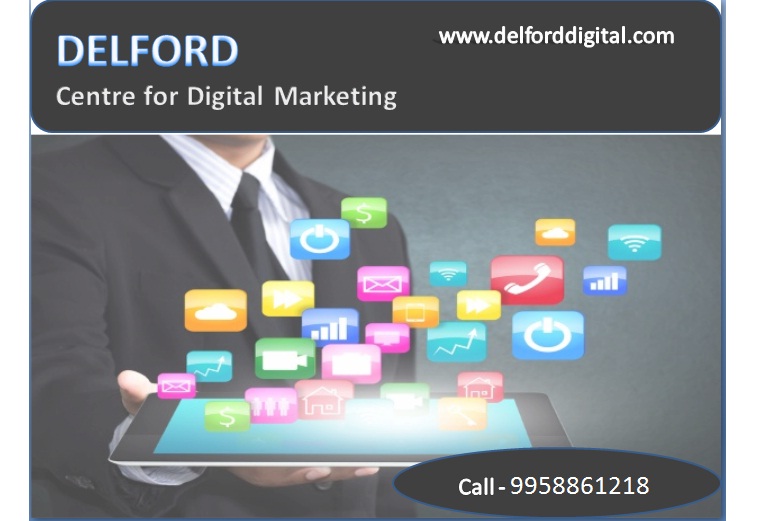 DELFORD
www.delforddigital.com
Centre for Digital Marketing
$
$
Call - 9958861218